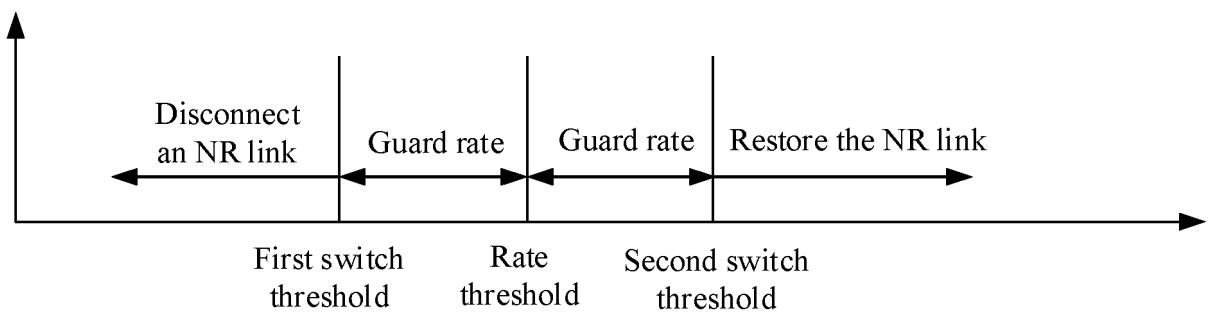 Disconnect
an NR link
Guard rate
Guard rate
Restore the NR link
First switch
threshold
Rate
threshold
Second switch
threshold